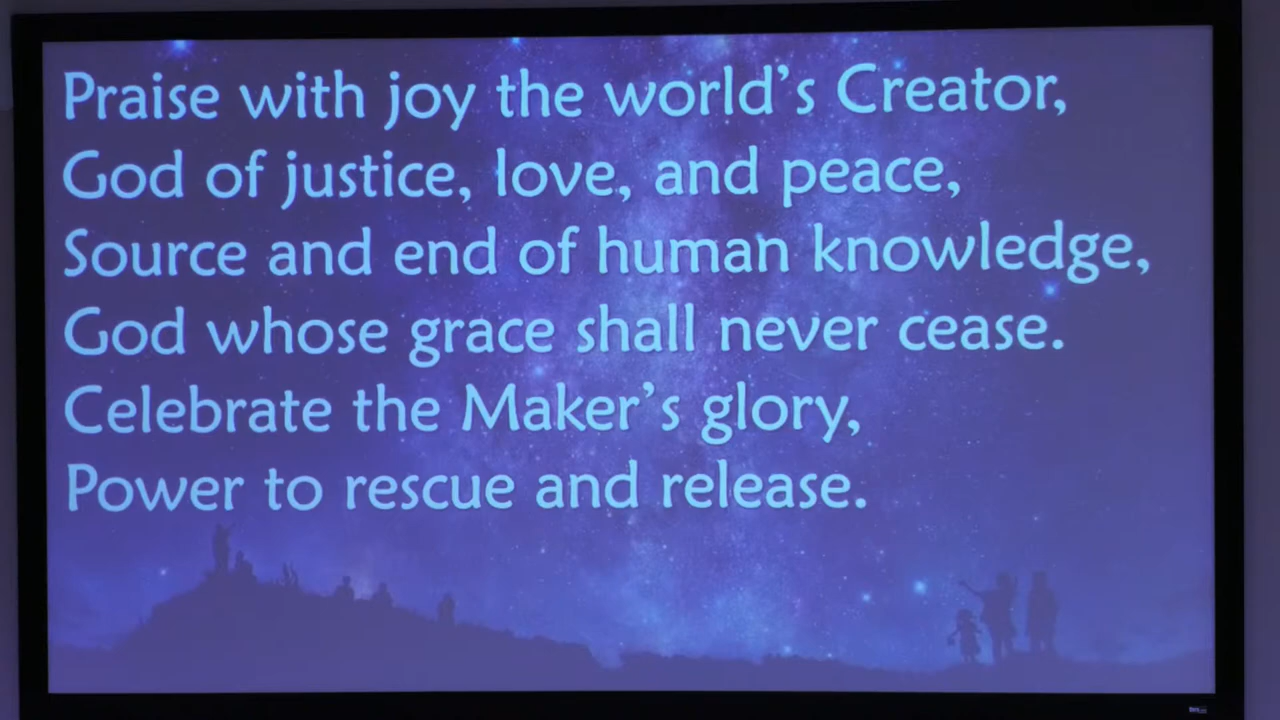 Praise with joy the world’s Creator,
God of justice, love, and peace,
Source and end of human knowledge,
God whose grace shall never cease.
Celebrate the Maker’s glory,
Power to rescue and release.